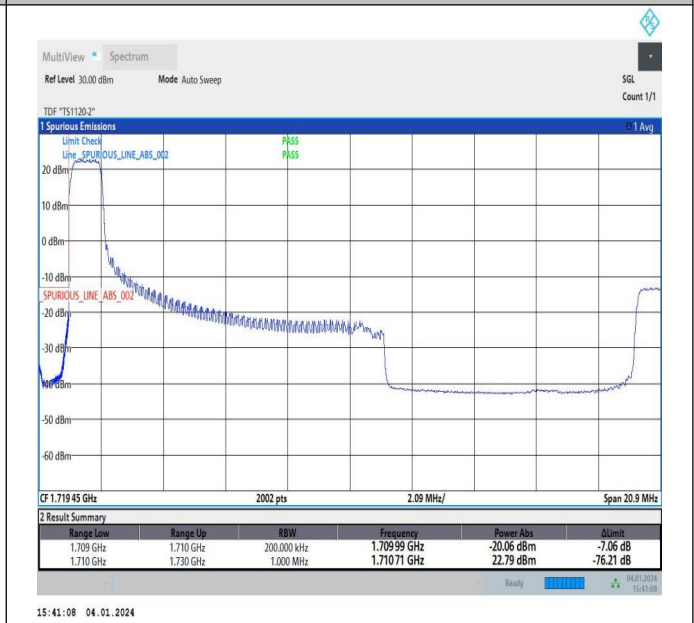 MultiView Spectrum
Ref Level 30.00 dBm Mode Auto Sweep SGL
Count 1/1
TDF "TS1120-2"
1 Spurious Emissions 1 Avg
Limit Check PASS
Line _SPURIOUS_LINE_ABS_002 PASS
20 dBm
10 dBm
0 dBm
-10 dBm
_SPURIOUS_LINE_ABS_002
-20 dBm
-30 dBm
-40 dBm
-50 dBm
-60 dBm
CF 1.719 45 GHz 2002 pts 2.09 MHz/ Span 20.9 MHz
2 Result Summary
Range Low Range Up RBW Frequency Power Abs ΔLimit
1.709 GHz 1.710 GHz 200.000 kHz 1.709 99 GHz -20.06 dBm -7.06 dB
1.710 GHz 1.730 GHz 1.000 MHz 1.710 71 GHz 22.79 dBm -76.21 dB
Ready 04.01.2024
15:41:08
15:41:08 04.01.2024